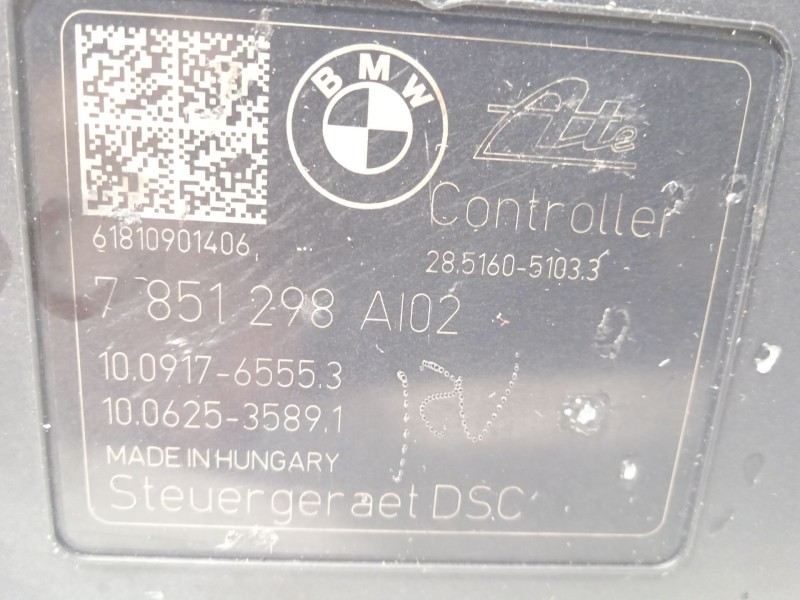 BMW
Ate
Controller
61810901406
28.5160-5103.3
7 851 298 AI02
10.0917-6555.3
10.0625-3589.1
MADE IN HUNGARY
Steuergeraet DSC